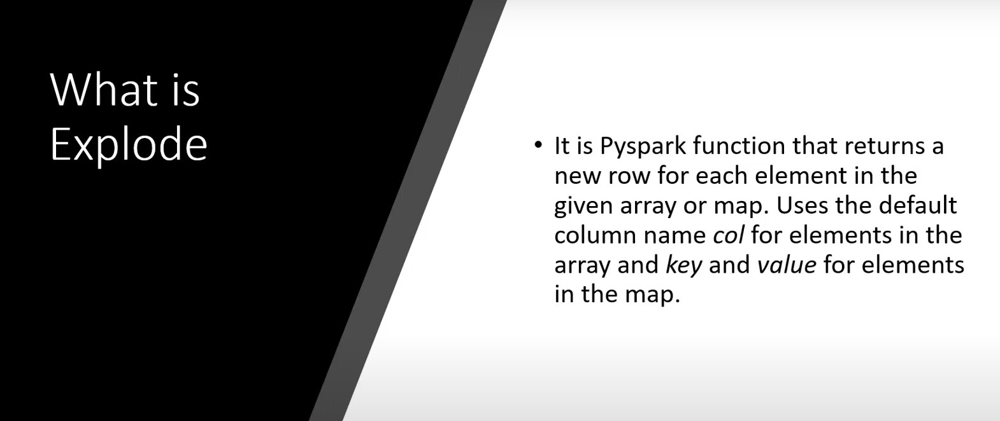 What is
Explode
• It is Pyspark function that returns a
new row for each element in the
given array or map. Uses the default
column name col for elements in the
array and key and value for elements
in the map.